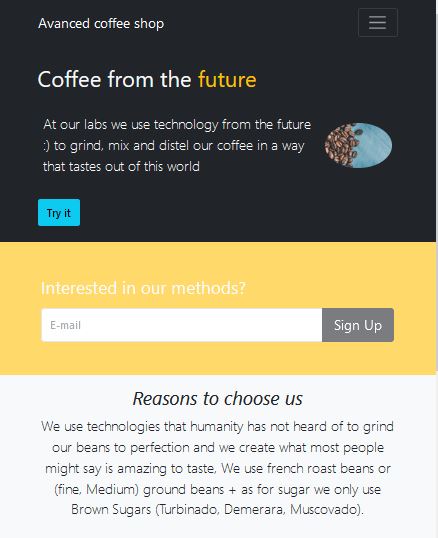 Avanced coffee shop
Coffee from the future
At our labs we use technology from the future
:) to grind, mix and distel our coffee in a way
that tastes out of this world
Try it
Interested in our methods?
E-mail
Sign Up
Reasons to choose us
We use technologies that humanity has not heard of to grind
our beans to perfection and we create what most people
might say is amazing to taste. We use french roast beans or
(fine, Medium) ground beans + as for sugar we only use
Brown Sugars (Turbinado, Demerara, Muscovado).